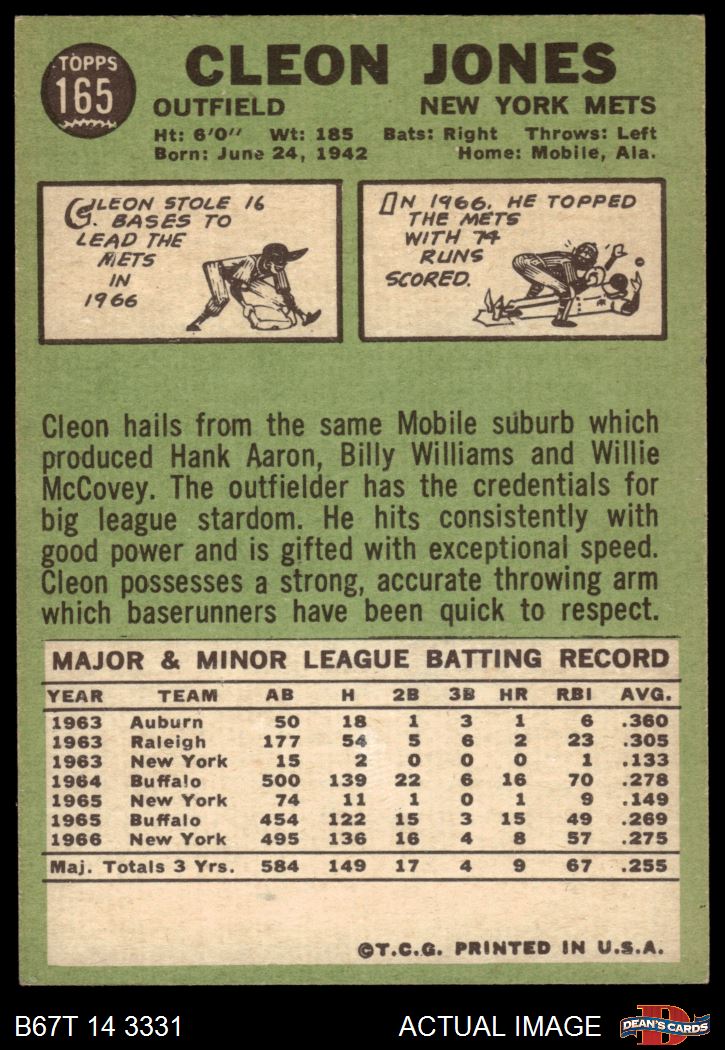 TOPPS
165
CLEON JONES
OUTFIELD NEW YORK METS
Ht: 6'0" Wt: 185 Bats: Right Throws: Left
Born: June 24, 1942 Home: Mobile, Ala.
CLEON STOLE 16
BASES TO
LEAD THE
METS
IN
1966
IN 1966, HE TOPPED
THE METS
WITH 74
RUNS
SCORED.
Cleon hails from the same Mobile suburb which
produced Hank Aaron, Billy Williams and Willie
McCovey. The outfielder has the credentials for
big league stardom. He hits consistently with
good power and is gifted with exceptional speed.
Cleon possesses a strong, accurate throwing arm
which baserunners have been quick to respect.
MAJOR & MINOR LEAGUE BATTING RECORD
YEAR TEAM AB H 2B 3B HR RBI AVG.
1963 Auburn 50 18 1 3 1 6 .360
1963 Raleigh 177 54 5 6 2 23 .305
1963 New York 15 2 0 0 0 1 .133
1964 Buffalo 500 139 22 6 16 70 .278
1965 New York 74 11 1 0 1 9 .149
1965 Buffalo 454 122 15 3 15 49 .269
1966 New York 495 136 16 4 8 57 .275
Maj. Totals 3 Yrs. 584 149 17 4 9 67 .255
©T.C.G. PRINTED IN U.S.A.
B67T 14 3331 ACTUAL IMAGE
D
DEAN'S CARDS